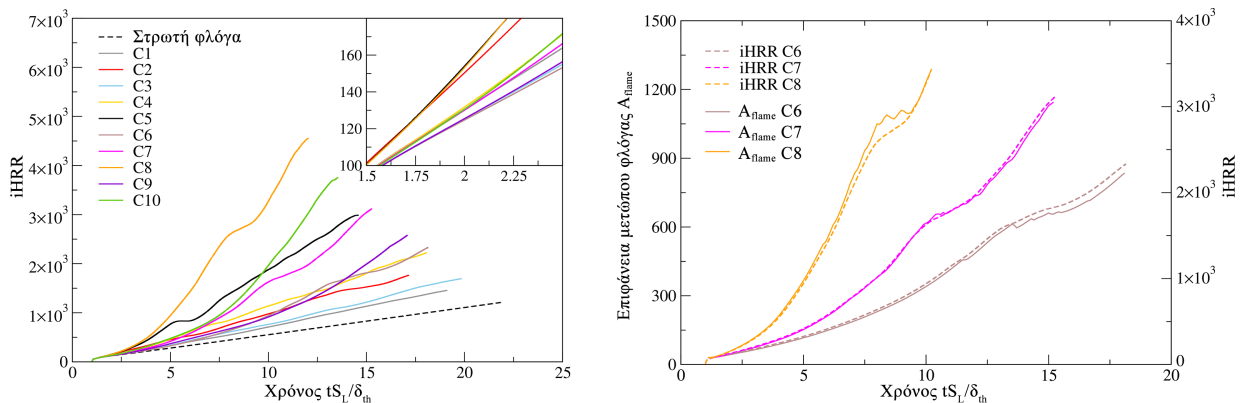 7×10³
6×10³
5×10³
4×10³
3×10³
2×10³
1×10³
0
iHRR
0 5 10 15 20 25
Χρόνος tS_L/δ_th
Στρωτή φλόγα
C1
C2
C3
C4
C5
C6
C7
C8
C9
C10
160
140
120
100
1.5 1.75 2 2.25
1500
1200
900
600
300
0
Επιφάνεια μετώπου φλόγας A_flame
0 5 10 15 20
Χρόνος tS_L/δ_th
iHRR C6
iHRR C7
iHRR C8
A_flame C6
A_flame C7
A_flame C8
4×10³
3×10³
2×10³
1×10³
0
iHRR